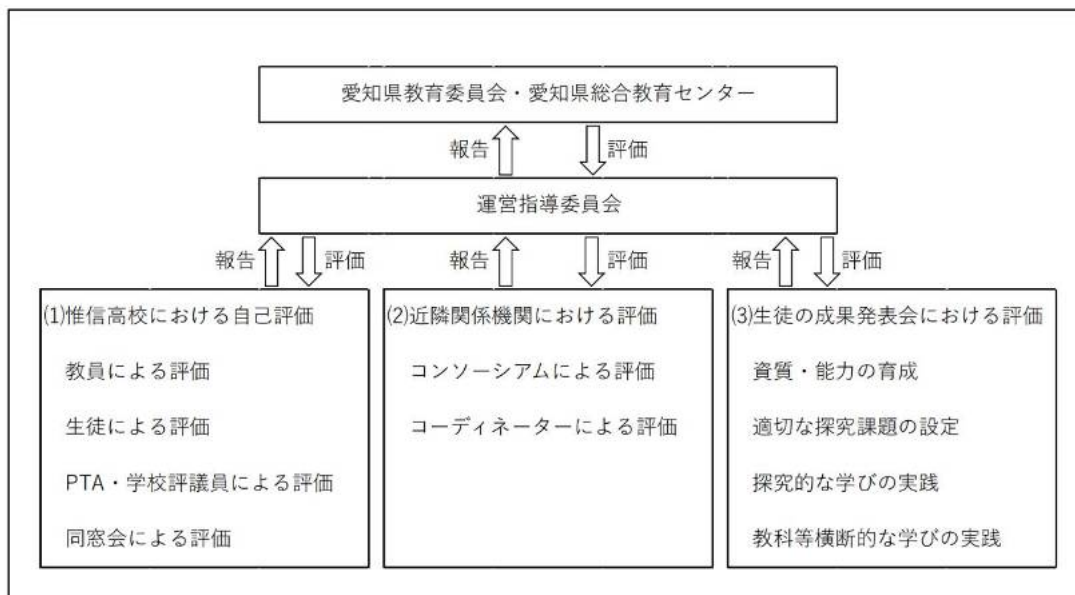 愛知県教育委員会・愛知県総合教育センター
報告
評価
運営指導委員会
報告
評価
報告
評価
報告
評価
⑴惟信高校における自己評価
教員による評価
生徒による評価
PTA・学校評議員による評価
同窓会による評価
⑵近隣関係機関における評価
コンソーシアムによる評価
コーディネーターによる評価
⑶生徒の成果発表会における評価
資質・能力の育成
適切な探究課題の設定
探究的な学びの実践
教科等横断的な学びの実践